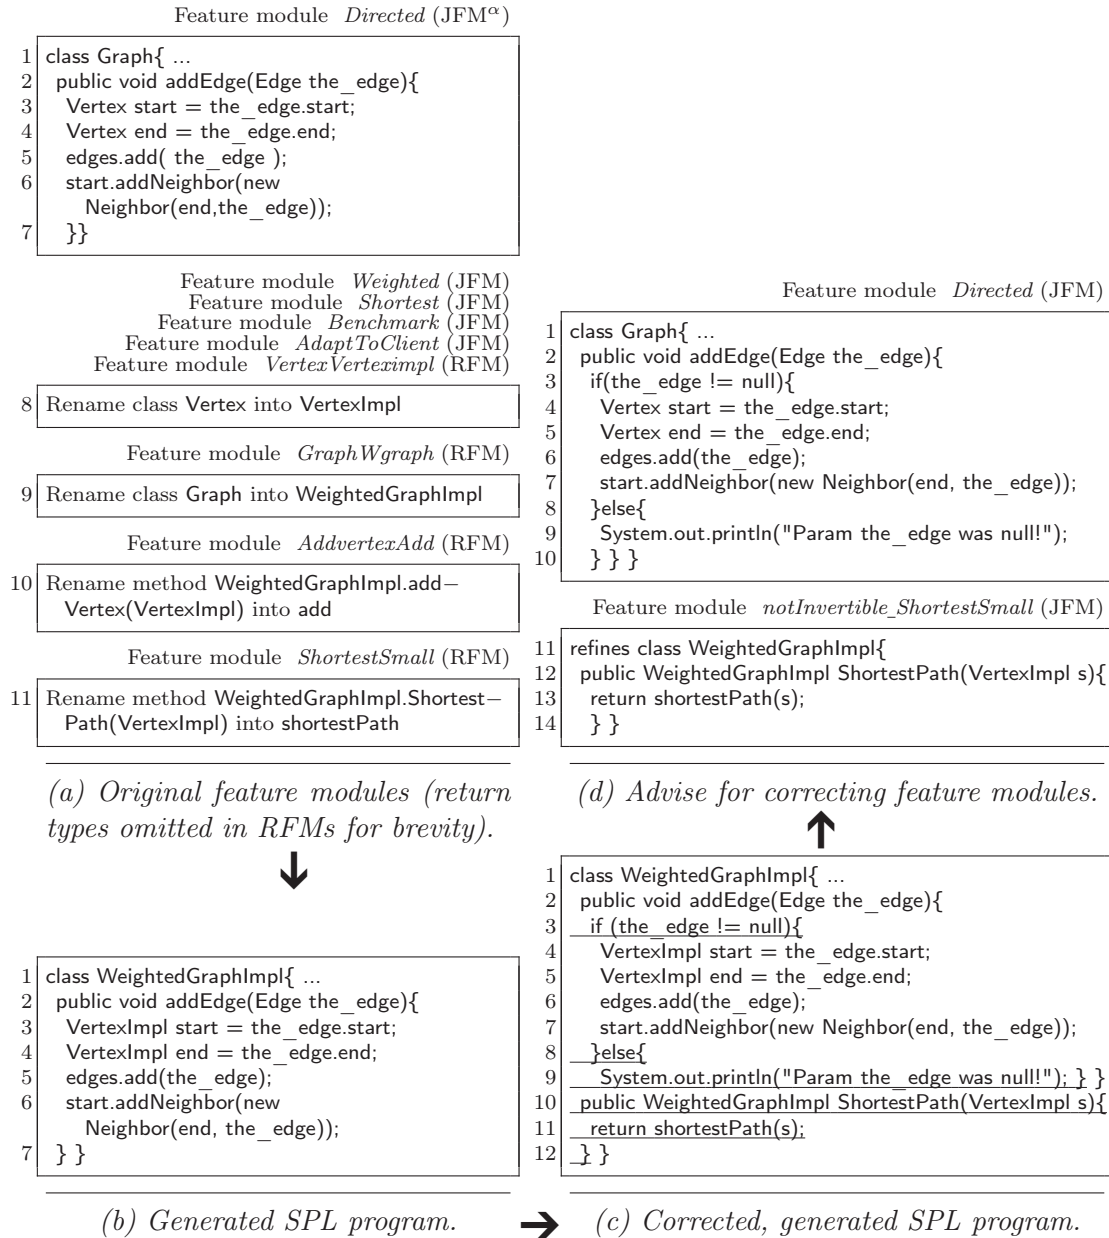 Feature module Directed (JFMα)
1 class Graph{ ...
2 public void addEdge(Edge the_edge){
3 Vertex start = the_edge.start;
4 Vertex end = the_edge.end;
5 edges.add( the_edge );
6 start.addNeighbor(new
Neighbor(end,the_edge));
7 }}
Feature module Weighted (JFM)
Feature module Shortest (JFM)
Feature module Benchmark (JFM)
Feature module AdaptToClient (JFM)
Feature module VertexVerteximpl (RFM)
8 Rename class Vertex into VertexImpl
Feature module GraphWgraph (RFM)
9 Rename class Graph into WeightedGraphImpl
Feature module AddvertexAdd (RFM)
10 Rename method WeightedGraphImpl.add−
Vertex(VertexImpl) into add
Feature module ShortestSmall (RFM)
11 Rename method WeightedGraphImpl.Shortest−
Path(VertexImpl) into shortestPath
(a) Original feature modules (return
types omitted in RFMs for brevity).
1 class WeightedGraphImpl{ ...
2 public void addEdge(Edge the_edge){
3 VertexImpl start = the_edge.start;
4 VertexImpl end = the_edge.end;
5 edges.add(the_edge);
6 start.addNeighbor(new
Neighbor(end, the_edge));
7 } }
(b) Generated SPL program.
Feature module Directed (JFM)
1 class Graph{ ...
2 public void addEdge(Edge the_edge){
3 if(the_edge != null){
4 Vertex start = the_edge.start;
5 Vertex end = the_edge.end;
6 edges.add(the_edge);
7 start.addNeighbor(new Neighbor(end, the_edge));
8 }else{
9 System.out.println("Param the_edge was null!");
10 } } }
Feature module notInvertible_ShortestSmall (JFM)
11 refines class WeightedGraphImpl{
12 public WeightedGraphImpl ShortestPath(VertexImpl s){
13 return shortestPath(s);
14 } }
(d) Advise for correcting feature modules.
1 class WeightedGraphImpl{ ...
2 public void addEdge(Edge the_edge){
3 if (the_edge != null){
4 VertexImpl start = the_edge.start;
5 VertexImpl end = the_edge.end;
6 edges.add(the_edge);
7 start.addNeighbor(new Neighbor(end, the_edge));
8 }else{
9 System.out.println("Param the_edge was null!"); } }
10 public WeightedGraphImpl ShortestPath(VertexImpl s){
11 return shortestPath(s);
12 } }
(c) Corrected, generated SPL program.